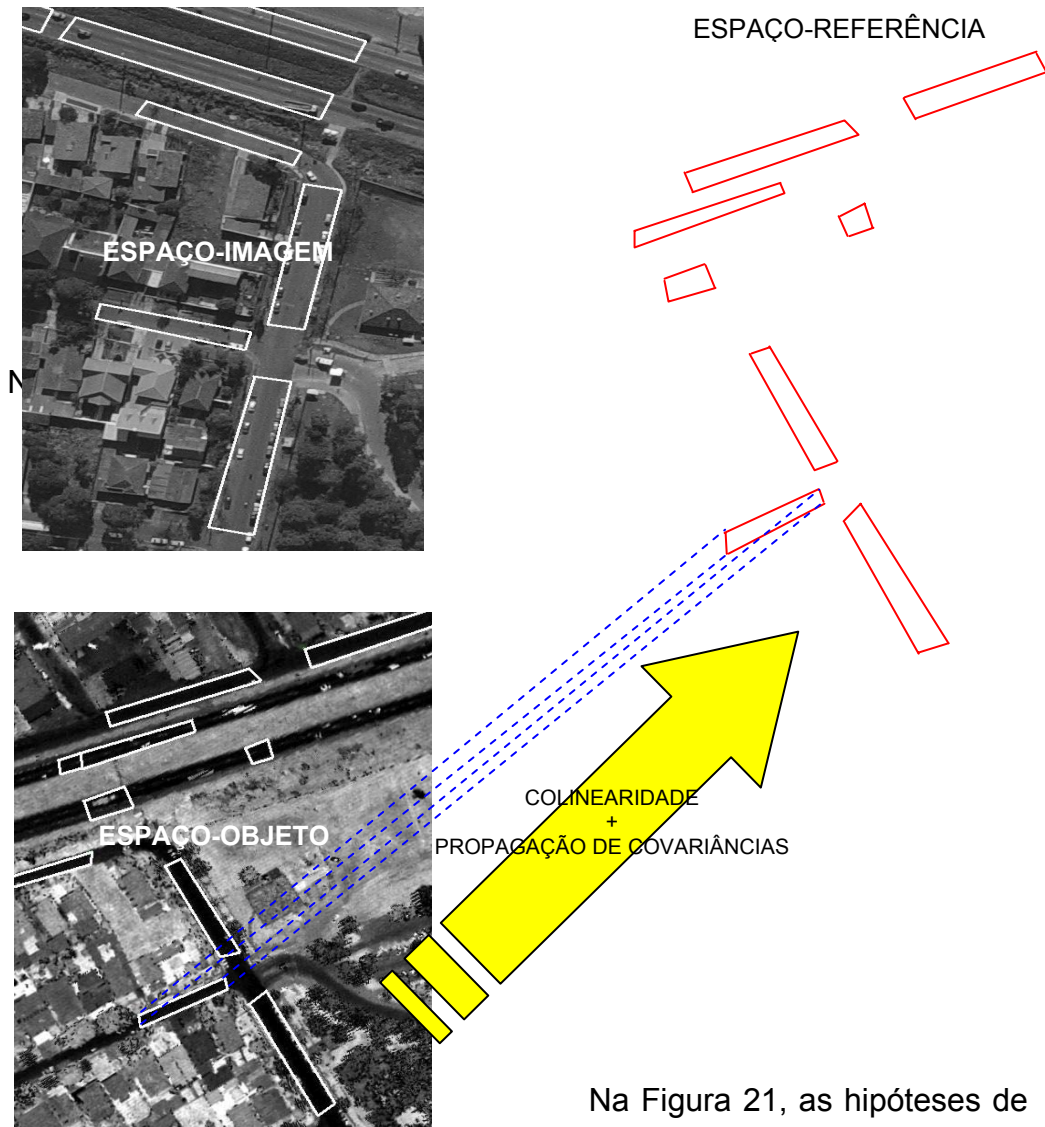 ESPAÇO-REFERÊNCIA
ESPAÇO-IMAGEM
N
ESPAÇO-OBJETO
COLINEARIDADE
+
PROPAGAÇÃO DE COVARIÂNCIAS
Na Figura 21, as hipóteses de